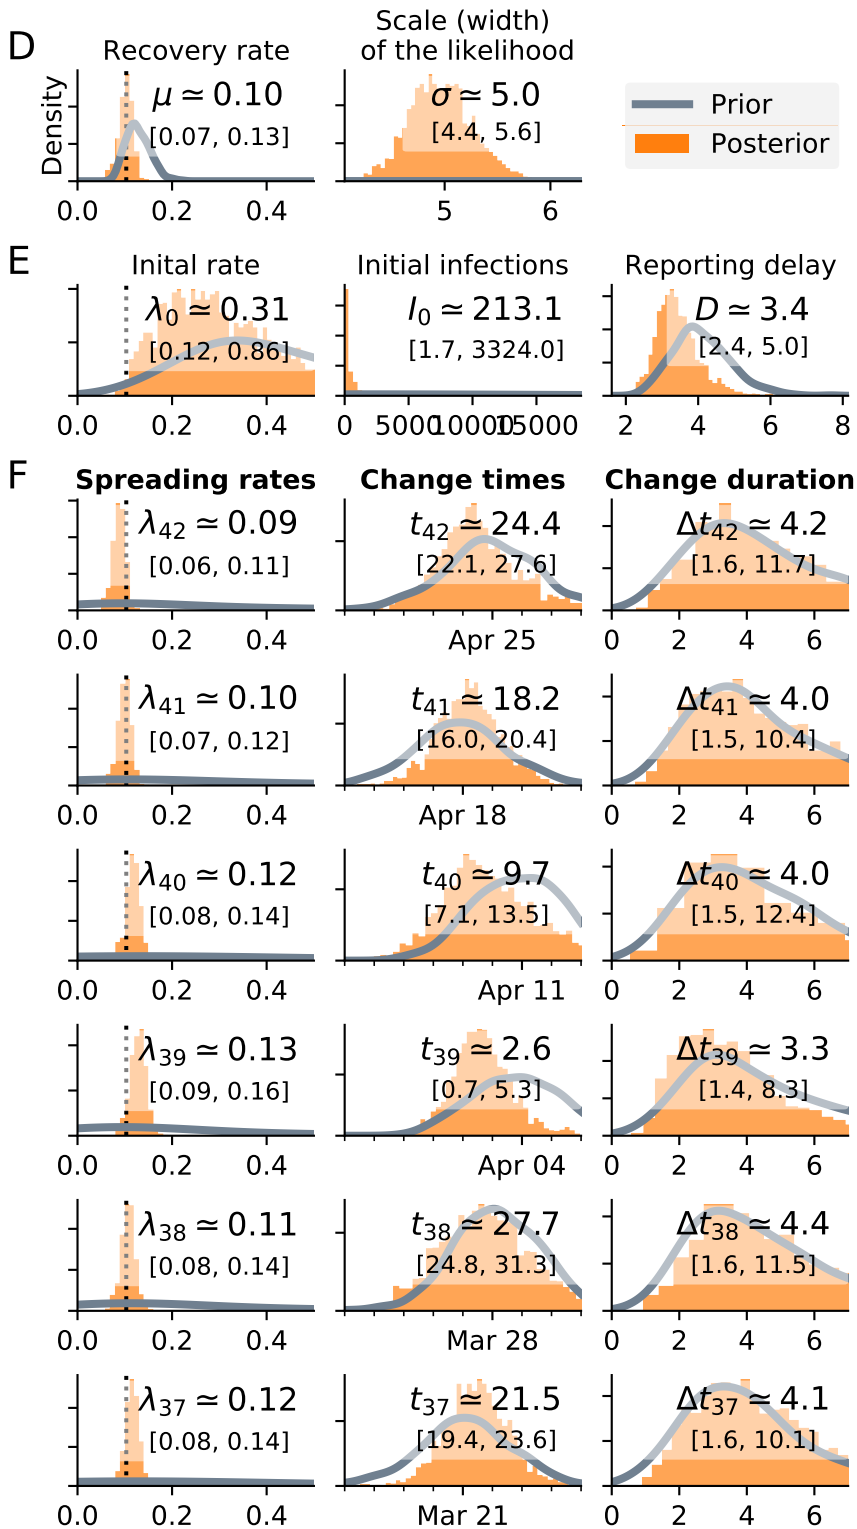 D
Recovery rate
Scale (width)
of the likelihood
Density
μ ≃ 0.10
[0.07, 0.13]
σ ≃ 5.0
[4.4, 5.6]
Prior
Posterior
0.0 0.2 0.4
5 6
E
Inital rate
Initial infections
Reporting delay
λ0 ≃ 0.31
[0.12, 0.86]
I0 ≃ 213.1
[1.7, 3324.0]
D ≃ 3.4
[2.4, 5.0]
0.0 0.2 0.4
0 5000 10000 15000
2 4 6 8
F
Spreading rates
Change times
Change duration
λ42 ≃ 0.09
[0.06, 0.11]
t42 ≃ 24.4
[22.1, 27.6]
Δt42 ≃ 4.2
[1.6, 11.7]
0.0 0.2 0.4
Apr 25
0 2 4 6
λ41 ≃ 0.10
[0.07, 0.12]
t41 ≃ 18.2
[16.0, 20.4]
Δt41 ≃ 4.0
[1.5, 10.4]
0.0 0.2 0.4
Apr 18
0 2 4 6
λ40 ≃ 0.12
[0.08, 0.14]
t40 ≃ 9.7
[7.1, 13.5]
Δt40 ≃ 4.0
[1.5, 12.4]
0.0 0.2 0.4
Apr 11
0 2 4 6
λ39 ≃ 0.13
[0.09, 0.16]
t39 ≃ 2.6
[0.7, 5.3]
Δt39 ≃ 3.3
[1.4, 8.3]
0.0 0.2 0.4
Apr 04
0 2 4 6
λ38 ≃ 0.11
[0.08, 0.14]
t38 ≃ 27.7
[24.8, 31.3]
Δt38 ≃ 4.4
[1.6, 11.5]
0.0 0.2 0.4
Mar 28
0 2 4 6
λ37 ≃ 0.12
[0.08, 0.14]
t37 ≃ 21.5
[19.4, 23.6]
Δt37 ≃ 4.1
[1.6, 10.1]
0.0 0.2 0.4
Mar 21
0 2 4 6